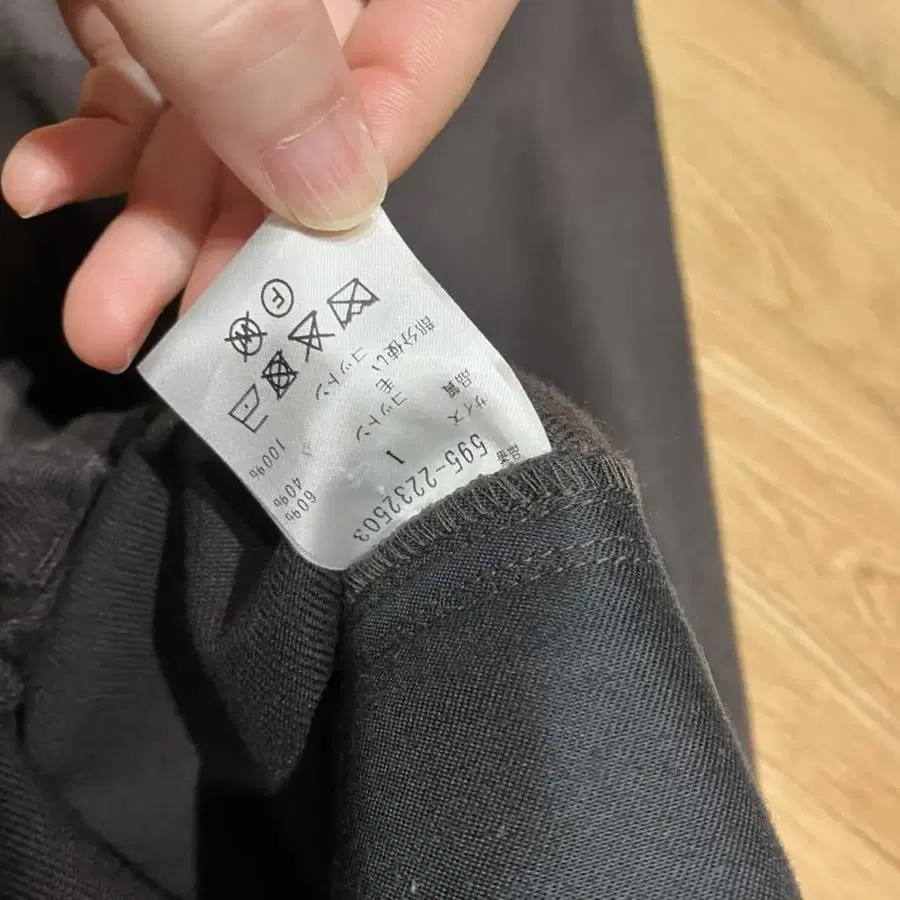 品番 595-2232503
サイズ 1
品質 コットン 60%
毛 40%
部分使い コットン 100%
F W